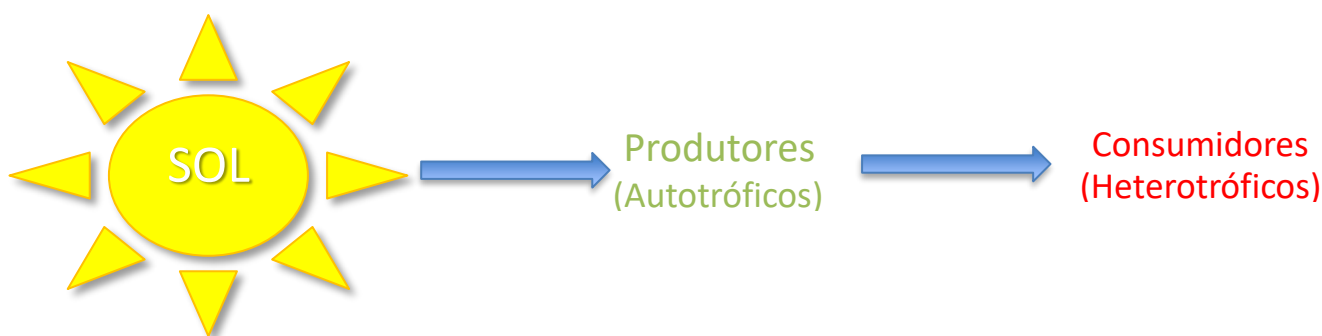 SOL
Produtores
(Autotróficos)
Consumidores
(Heterotróficos)